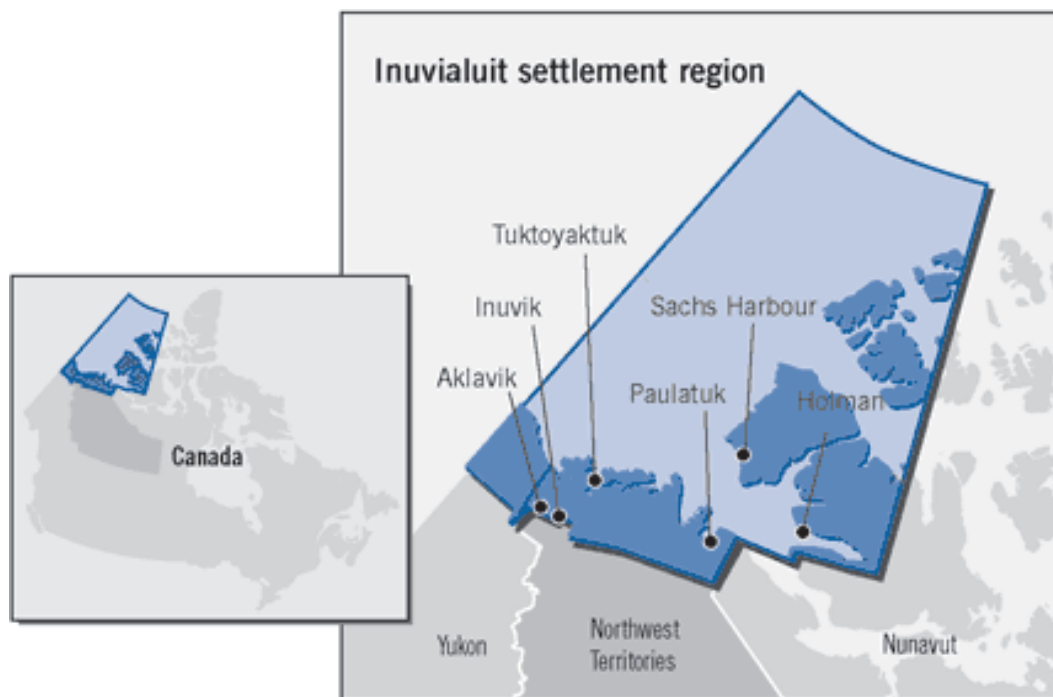 Inuvialuit settlement region
Tuktoyaktuk
Inuvik
Sachs Harbour
Aklavik
Paulatuk
Holman
Canada
Yukon
Northwest
Territories
Nunavut